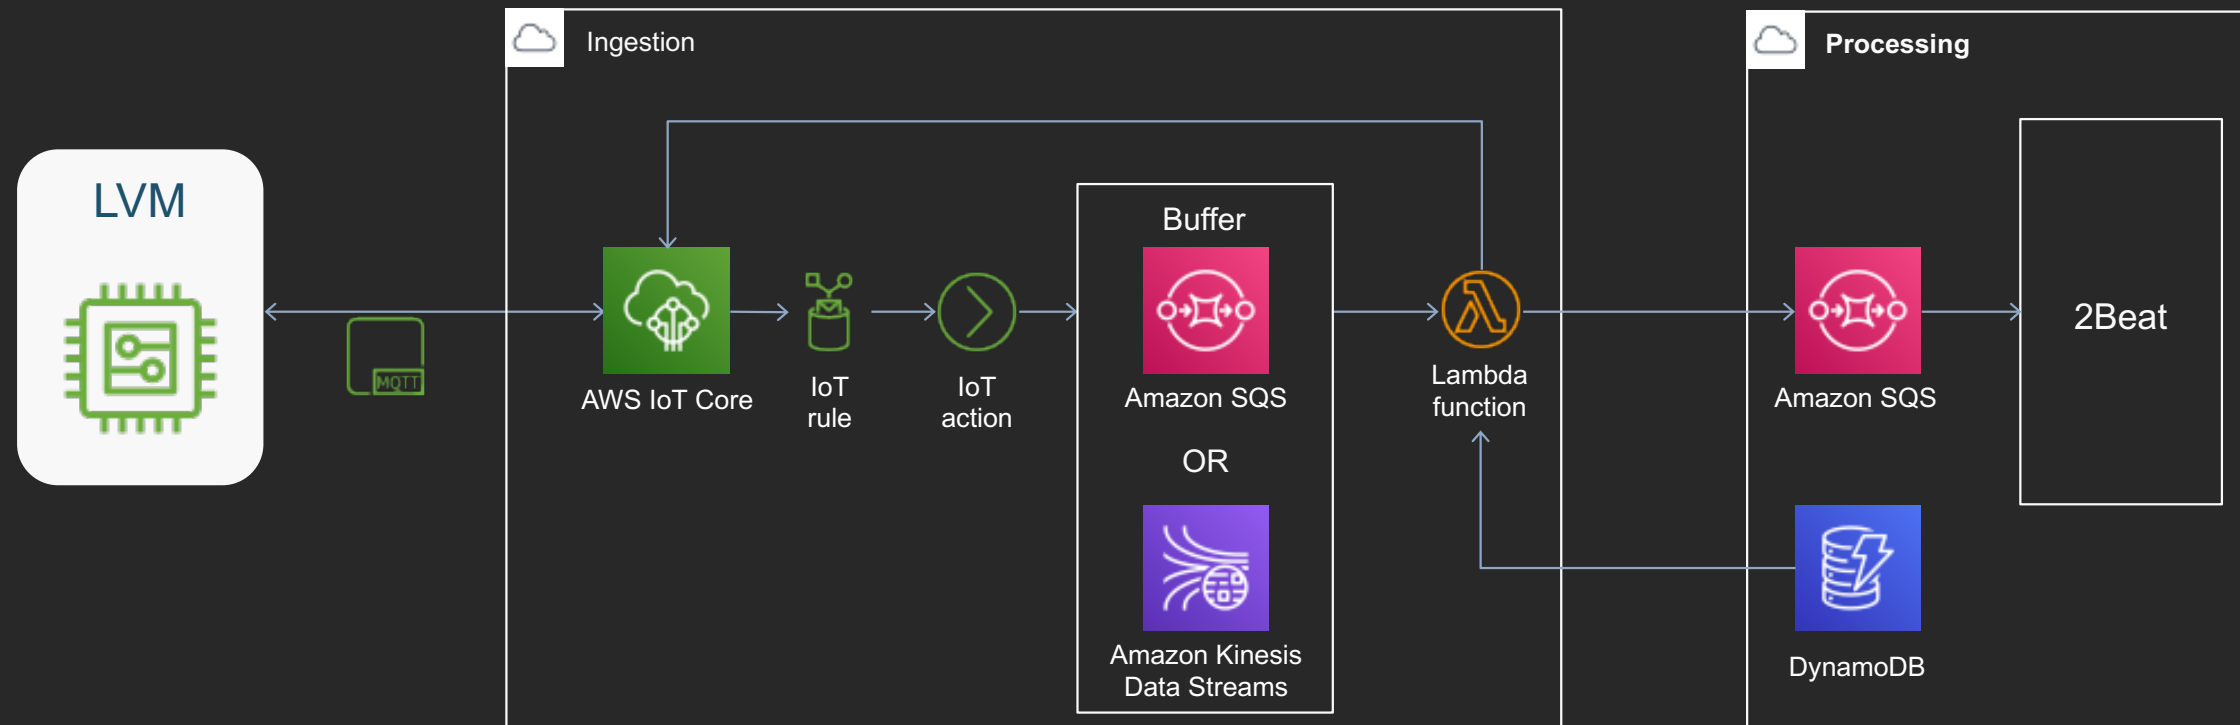 Ingestion
Processing
LVM
MQTT
AWS IoT Core
IoT
rule
IoT
action
Buffer
Amazon SQS
OR
Amazon Kinesis
Data Streams
Lambda
function
Amazon SQS
DynamoDB
2Beat